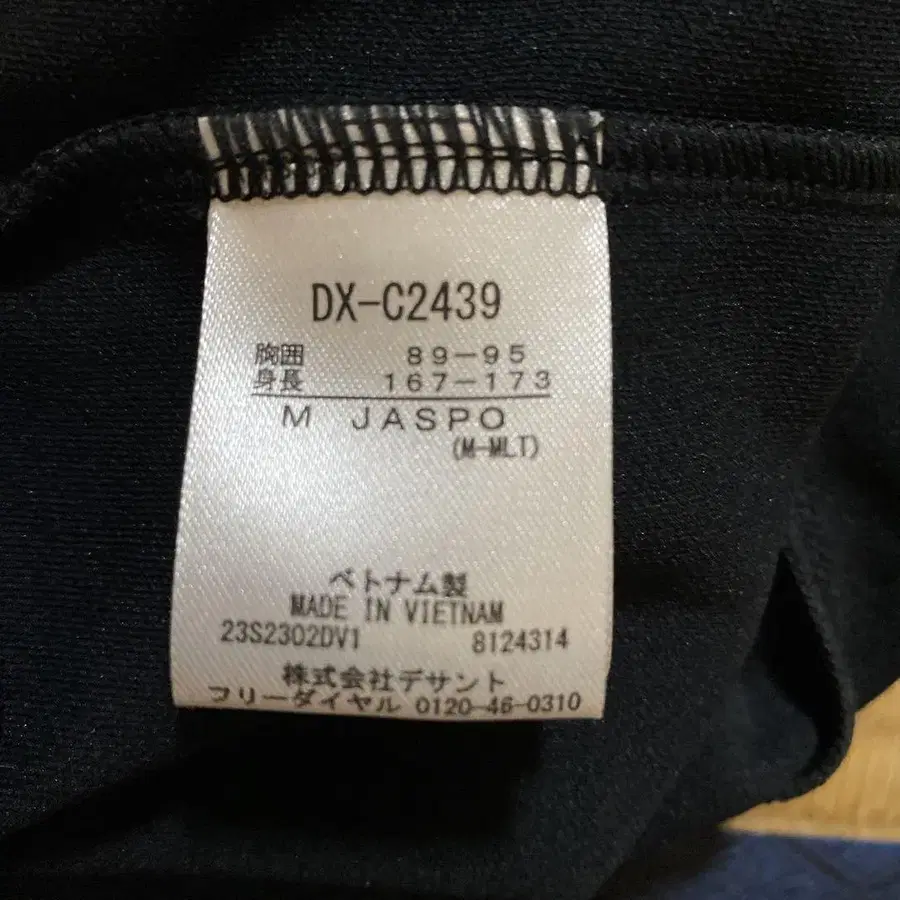 DX-C2439
胸囲 89-95
身長 167-173
M JASPO
(M-MLT)
ベトナム製
MADE IN VIETNAM
23S2302DV1 8124314
株式会社デサント
フリーダイヤル 0120-46-0310